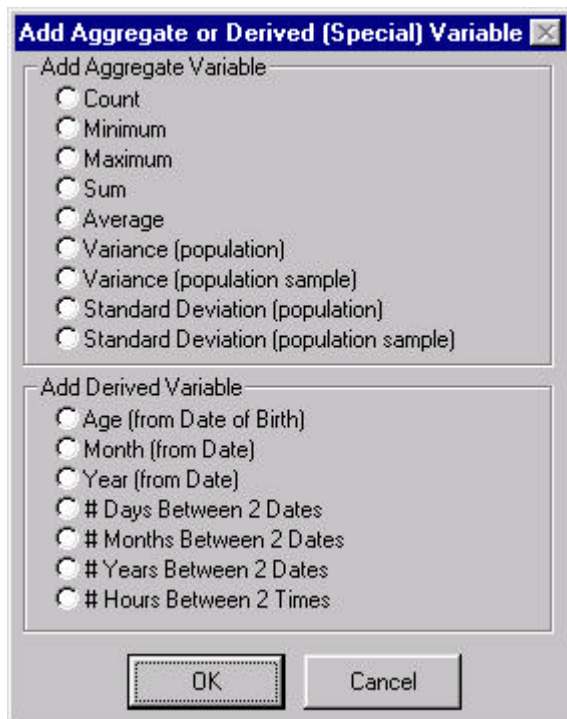 Add Aggregate or Derived (Special) Variable
Add Aggregate Variable
Count
Minimum
Maximum
Sum
Average
Variance (population)
Variance (population sample)
Standard Deviation (population)
Standard Deviation (population sample)
Add Derived Variable
Age (from Date of Birth)
Month (from Date)
Year (from Date)
# Days Between 2 Dates
# Months Between 2 Dates
# Years Between 2 Dates
# Hours Between 2 Times
OK Cancel